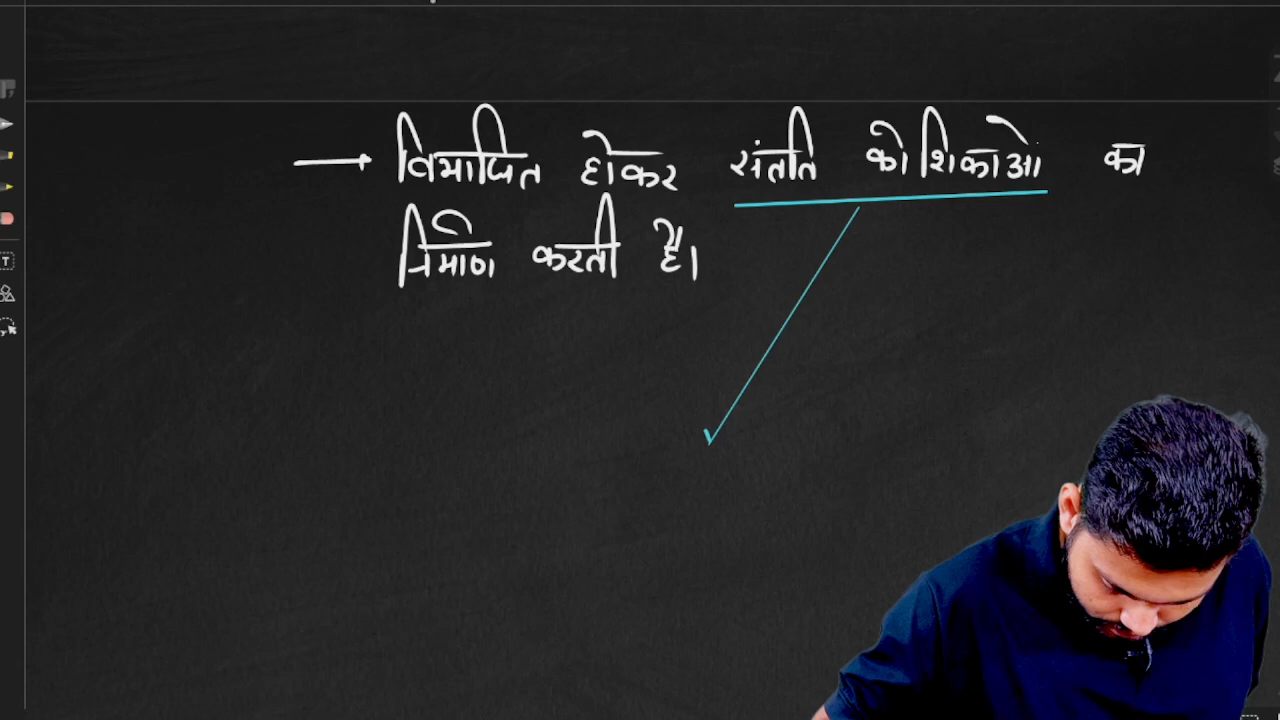 → विभाजित होकर संतति कोशिकाओं का
निर्माण करती है।